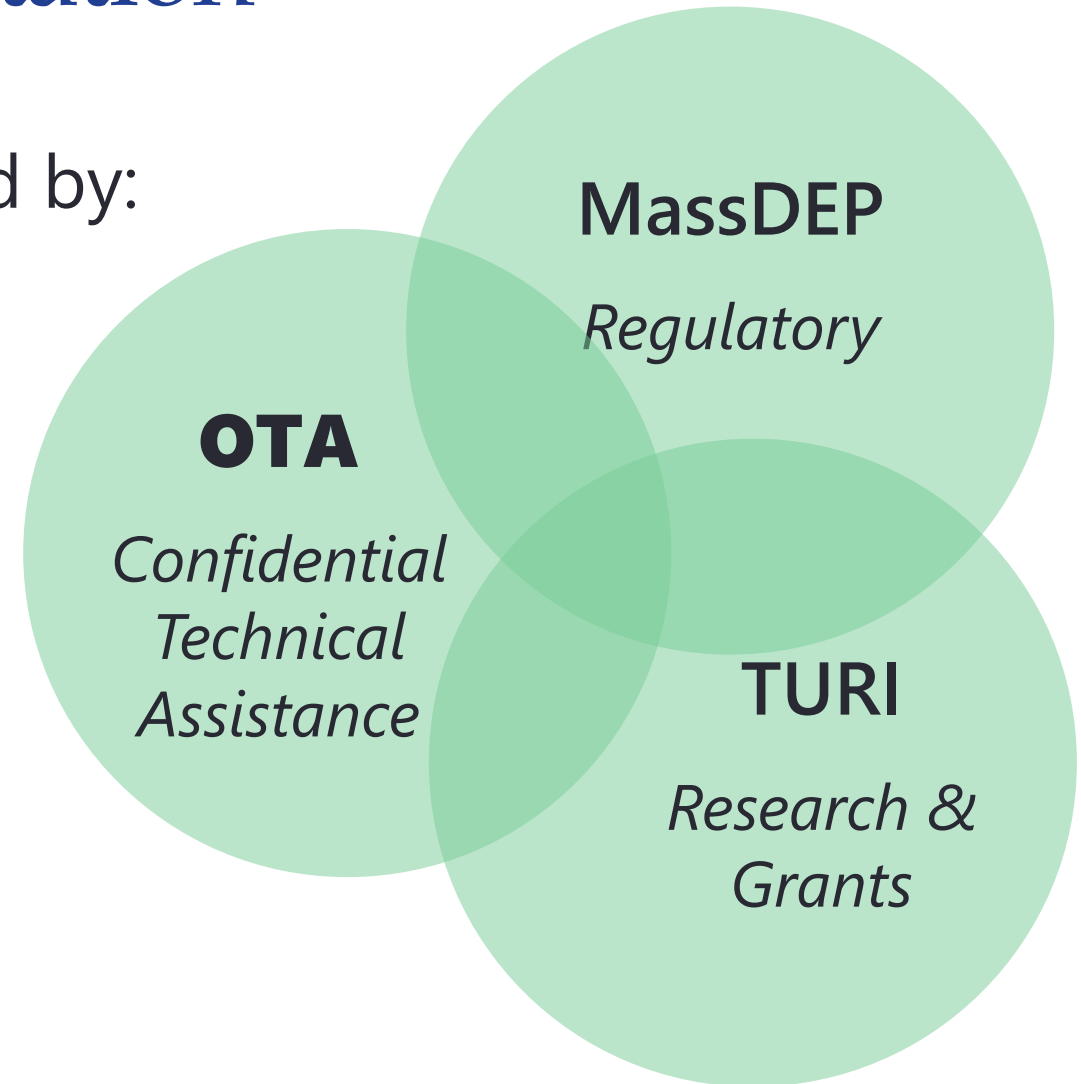 d by:
MassDEP
Regulatory
OTA
Confidential
Technical
Assistance
TURI
Research &
Grants